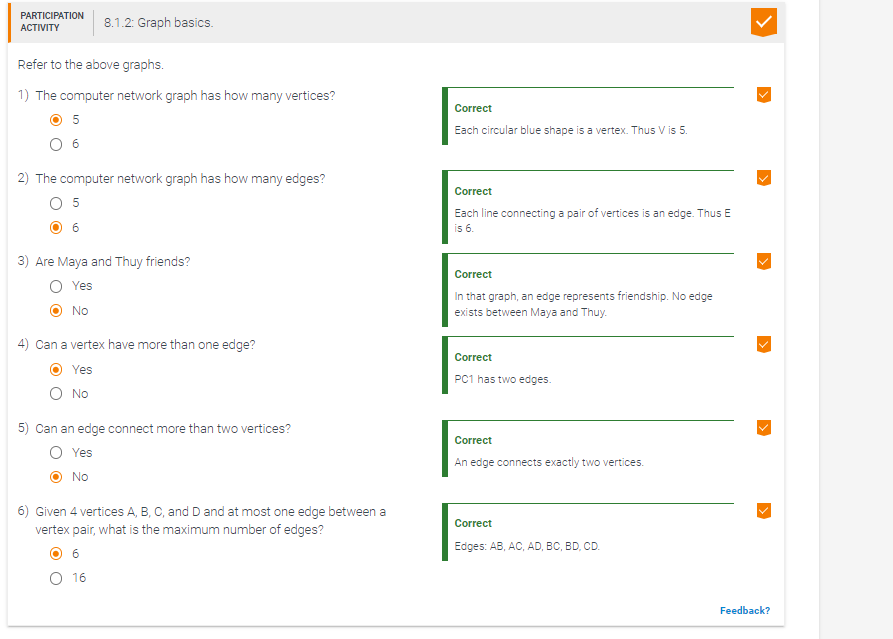 PARTICIPATION
ACTIVITY
8.1.2: Graph basics.
Refer to the above graphs.
1) The computer network graph has how many vertices?
5
6
Correct
Each circular blue shape is a vertex. Thus V is 5.
2) The computer network graph has how many edges?
5
6
Correct
Each line connecting a pair of vertices is an edge. Thus E
is 6.
3) Are Maya and Thuy friends?
Yes
No
Correct
In that graph, an edge represents friendship. No edge
exists between Maya and Thuy.
4) Can a vertex have more than one edge?
Yes
No
Correct
PC1 has two edges.
5) Can an edge connect more than two vertices?
Yes
No
Correct
An edge connects exactly two vertices.
6) Given 4 vertices A, B, C, and D and at most one edge between a
vertex pair, what is the maximum number of edges?
6
16
Correct
Edges: AB, AC, AD, BC, BD, CD.
Feedback?